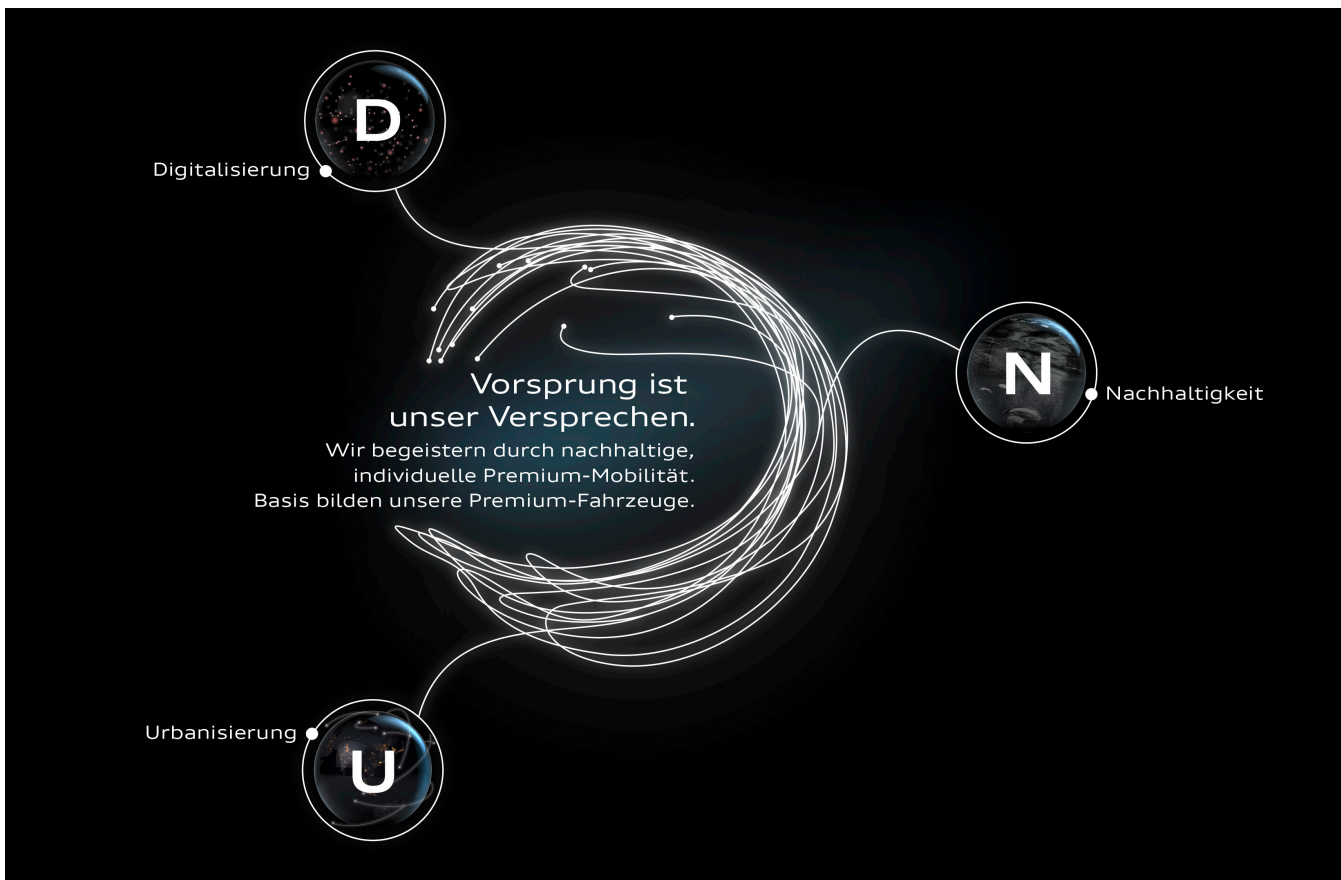 D
Digitalisierung
N
Nachhaltigkeit
Vorsprung ist
unser Versprechen.
Wir begeistern durch nachhaltige,
individuelle Premium-Mobilität.
Basis bilden unsere Premium-Fahrzeuge.
Urbanisierung
U